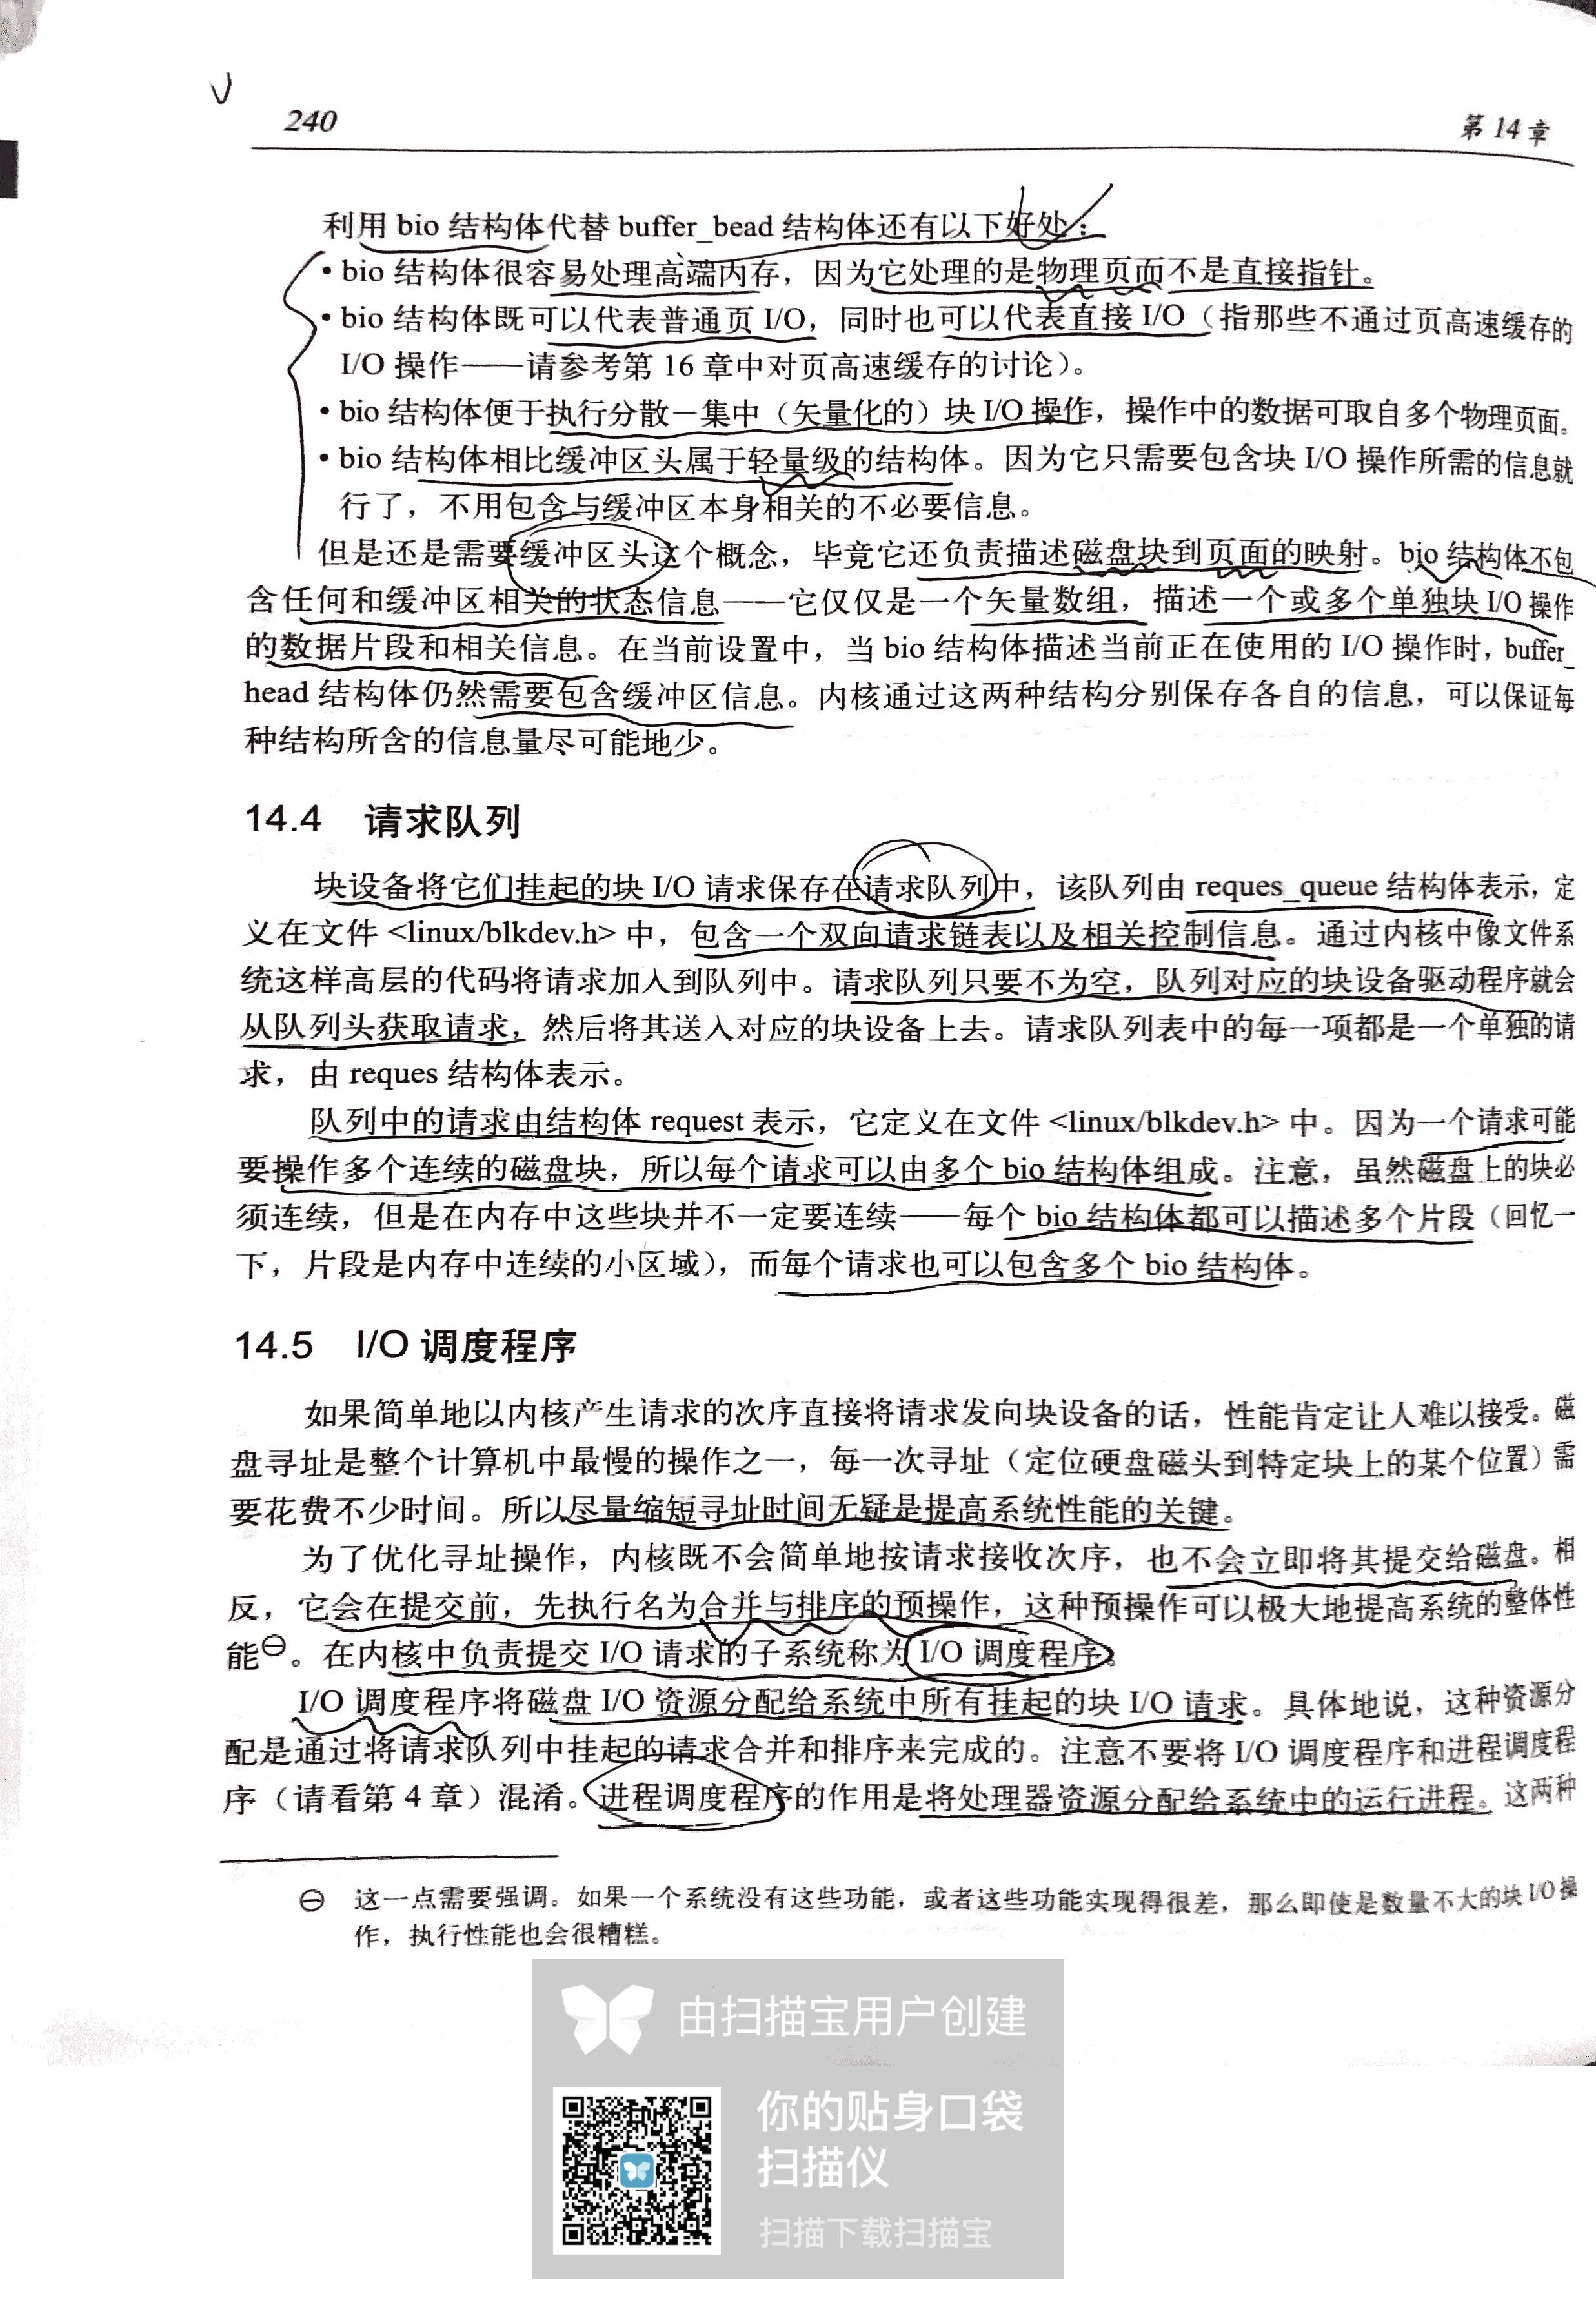 240
第 14 章
利用 bio 结构体代替 buffer_bead 结构体还有以下好处：
• bio 结构体很容易处理高端内存，因为它处理的是物理页而不是直接指针。
• bio 结构体既可以代表普通页 I/O，同时也可以代表直接 I/O（指那些不通过页高速缓存的
I/O 操作——请参考第 16 章中对页高速缓存的讨论）。
• bio 结构体便于执行分散－集中（矢量化的）块 I/O 操作，操作中的数据可取自多个物理页面。
• bio 结构体相比缓冲区头属于轻量级的结构体。因为它只需要包含块 I/O 操作所需的信息就
行了，不用包含与缓冲区本身相关的不必要信息。
但是还是需要缓冲区头这个概念，毕竟它还负责描述磁盘块到页面的映射。bio 结构体不包
含任何和缓冲区相关的状态信息——它仅仅是一个矢量数组，描述一个或多个单独块 I/O 操作
的数据片段和相关信息。在当前设置中，当 bio 结构体描述当前正在使用的 I/O 操作时，buffer_
head 结构体仍然需要包含缓冲区信息。内核通过这两种结构分别保存各自的信息，可以保证每
种结构所含的信息量尽可能地少。
14.4 请求队列
块设备将它们挂起的块 I/O 请求保存在请求队列中，该队列由 reques_queue 结构体表示，定
义在文件 <linux/blkdev.h> 中，包含一个双向请求链表以及相关控制信息。通过内核中像文件系
统这样高层的代码将请求加入到队列中。请求队列只要不为空，队列对应的块设备驱动程序就会
从队列头获取请求，然后将其送入对应的块设备上去。请求队列表中的每一项都是一个单独的请
求，由 reques 结构体表示。
队列中的请求由结构体 request 表示，它定义在文件 <linux/blkdev.h> 中。因为一个请求可能
要操作多个连续的磁盘块，所以每个请求可以由多个 bio 结构体组成。注意，虽然磁盘上的块必
须连续，但是在内存中这些块并不一定要连续——每个 bio 结构体都可以描述多个片段（回忆一
下，片段是内存中连续的小区域），而每个请求也可以包含多个 bio 结构体。
14.5 I/O 调度程序
如果简单地以内核产生请求的次序直接将请求发向块设备的话，性能肯定让人难以接受。磁
盘寻址是整个计算机中最慢的操作之一，每一次寻址（定位硬盘磁头到特定块上的某个位置）需
要花费不少时间。所以尽量缩短寻址时间无疑是提高系统性能的关键。
为了优化寻址操作，内核既不会简单地按请求接收次序，也不会立即将其提交给磁盘。相
反，它会在提交前，先执行名为合并与排序的预操作，这种预操作可以极大地提高系统的整体性
能㊀。在内核中负责提交 I/O 请求的子系统称为 I/O 调度程序。
I/O 调度程序将磁盘 I/O 资源分配给系统中所有挂起的块 I/O 请求。具体地说，这种资源分
配是通过将请求队列中挂起的请求合并和排序来完成的。注意不要将 I/O 调度程序和进程调度程
序（请看第 4 章）混淆。进程调度程序的作用是将处理器资源分配给系统中的运行进程。这两种
㊀ 这一点需要强调。如果一个系统没有这些功能，或者这些功能实现得很差，那么即使是数量不大的块 I/O 操
作，执行性能也会很糟糕。
由扫描宝用户创建
你的贴身口袋
扫描仪
扫描下载扫描宝